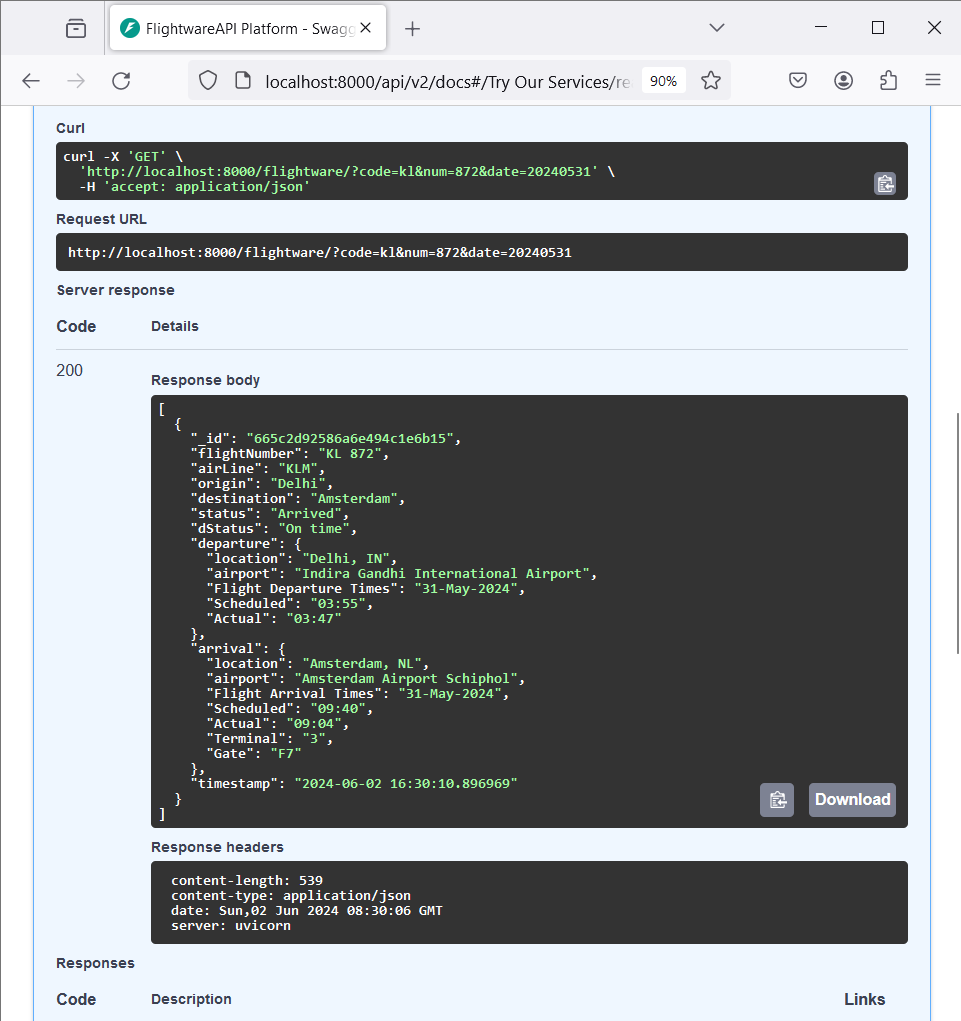 FlightwareAPI Platform - Swagg
localhost:8000/api/v2/docs#/Try Our Services/re
90%
Curl
curl -X 'GET' \
  'http://localhost:8000/flightware/?code=kl&num=872&date=20240531' \
  -H 'accept: application/json'
Request URL
http://localhost:8000/flightware/?code=kl&num=872&date=20240531
Server response
Code Details
200
Response body
[
  {
    "_id": "665c2d92586a6e494c1e6b15",
    "flightNumber": "KL 872",
    "airLine": "KLM",
    "origin": "Delhi",
    "destination": "Amsterdam",
    "status": "Arrived",
    "dStatus": "On time",
    "departure": {
      "location": "Delhi, IN",
      "airport": "Indira Gandhi International Airport",
      "Flight Departure Times": "31-May-2024",
      "Scheduled": "03:55",
      "Actual": "03:47"
    },
    "arrival": {
      "location": "Amsterdam, NL",
      "airport": "Amsterdam Airport Schiphol",
      "Flight Arrival Times": "31-May-2024",
      "Scheduled": "09:40",
      "Actual": "09:04",
      "Terminal": "3",
      "Gate": "F7"
    },
    "timestamp": "2024-06-02 16:30:10.896969"
  }
]
Download
Response headers
content-length: 539
content-type: application/json
date: Sun,02 Jun 2024 08:30:06 GMT
server: uvicorn
Responses
Code Description Links